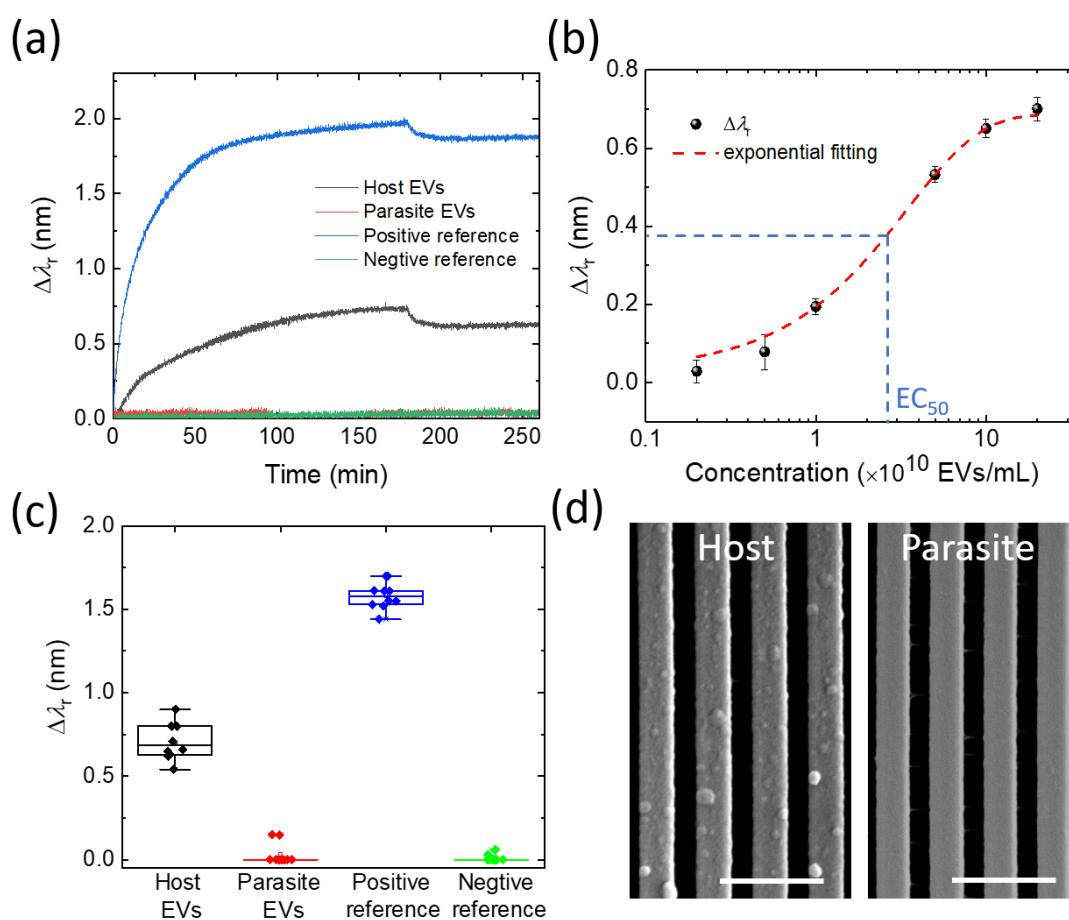 (a)
2.0
1.5
1.0
0.5
0.0
Δλr (nm)
Host EVs
Parasite EVs
Positive reference
Negtive reference
0 50 100 150 200 250
Time (min)
(b)
0.8
0.6
0.4
0.2
0.0
Δλr (nm)
Δλr
exponential fitting
EC50
0.1 1 10
Concentration (×10^10 EVs/mL)
(c)
2.0
1.5
1.0
0.5
0.0
Δλr (nm)
Host Parasite Positive Negtive
EVs EVs reference reference
(d)
Host
Parasite